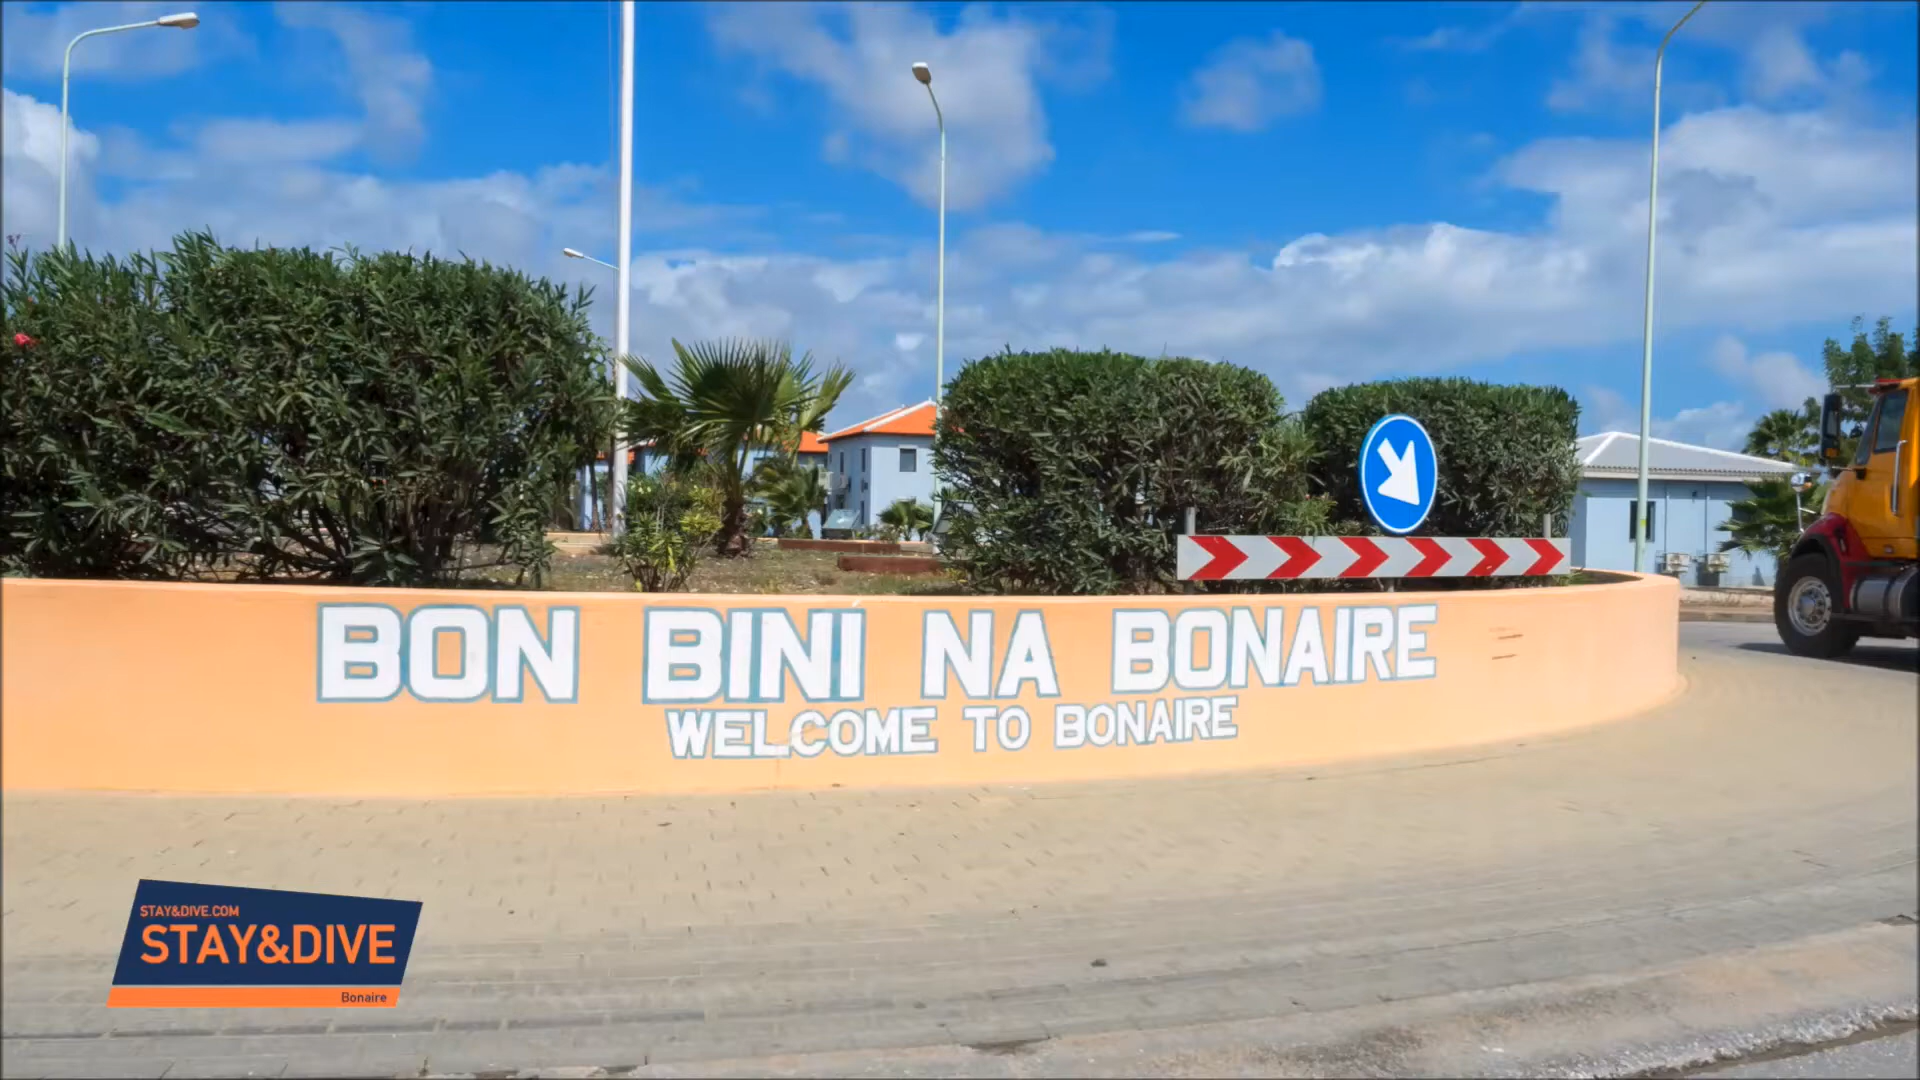 BON BINI NA BONAIRE
WELCOME TO BONAIRE
STAY&DIVE.COM
STAY&DIVE
Bonaire